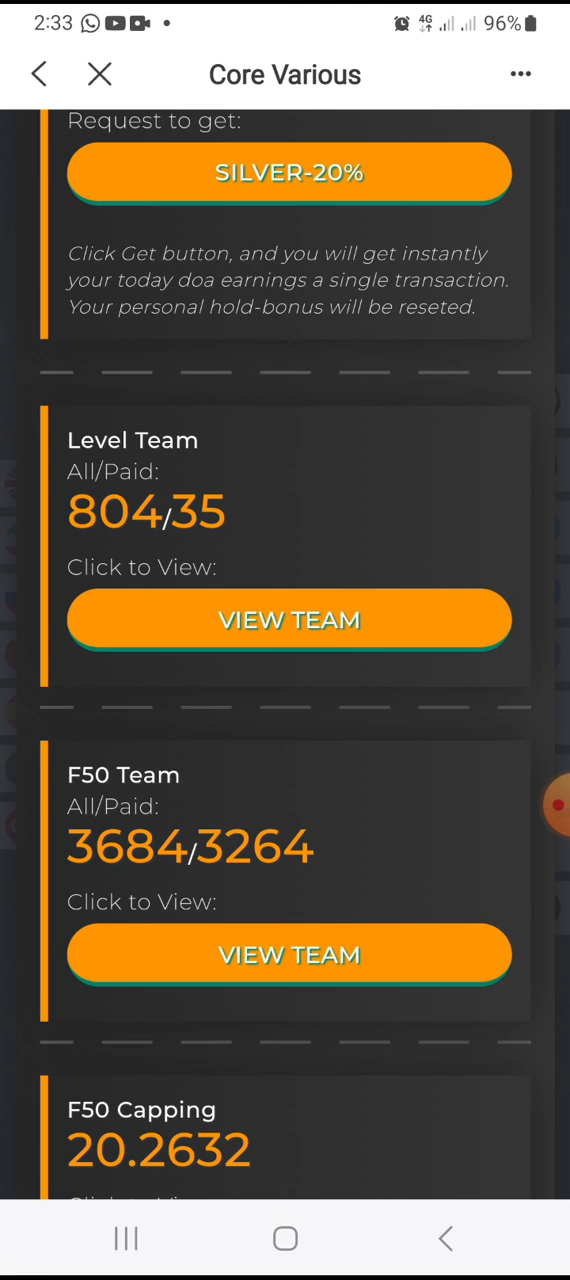 2:33 4G 96%
Core Various
Request to get:
SILVER-20%
Click Get button, and you will get instantly
your today doa earnings a single transaction.
Your personal hold-bonus will be reseted.
Level Team
All/Paid:
804/35
Click to View:
VIEW TEAM
F50 Team
All/Paid:
3684/3264
Click to View:
VIEW TEAM
F50 Capping
20.2632